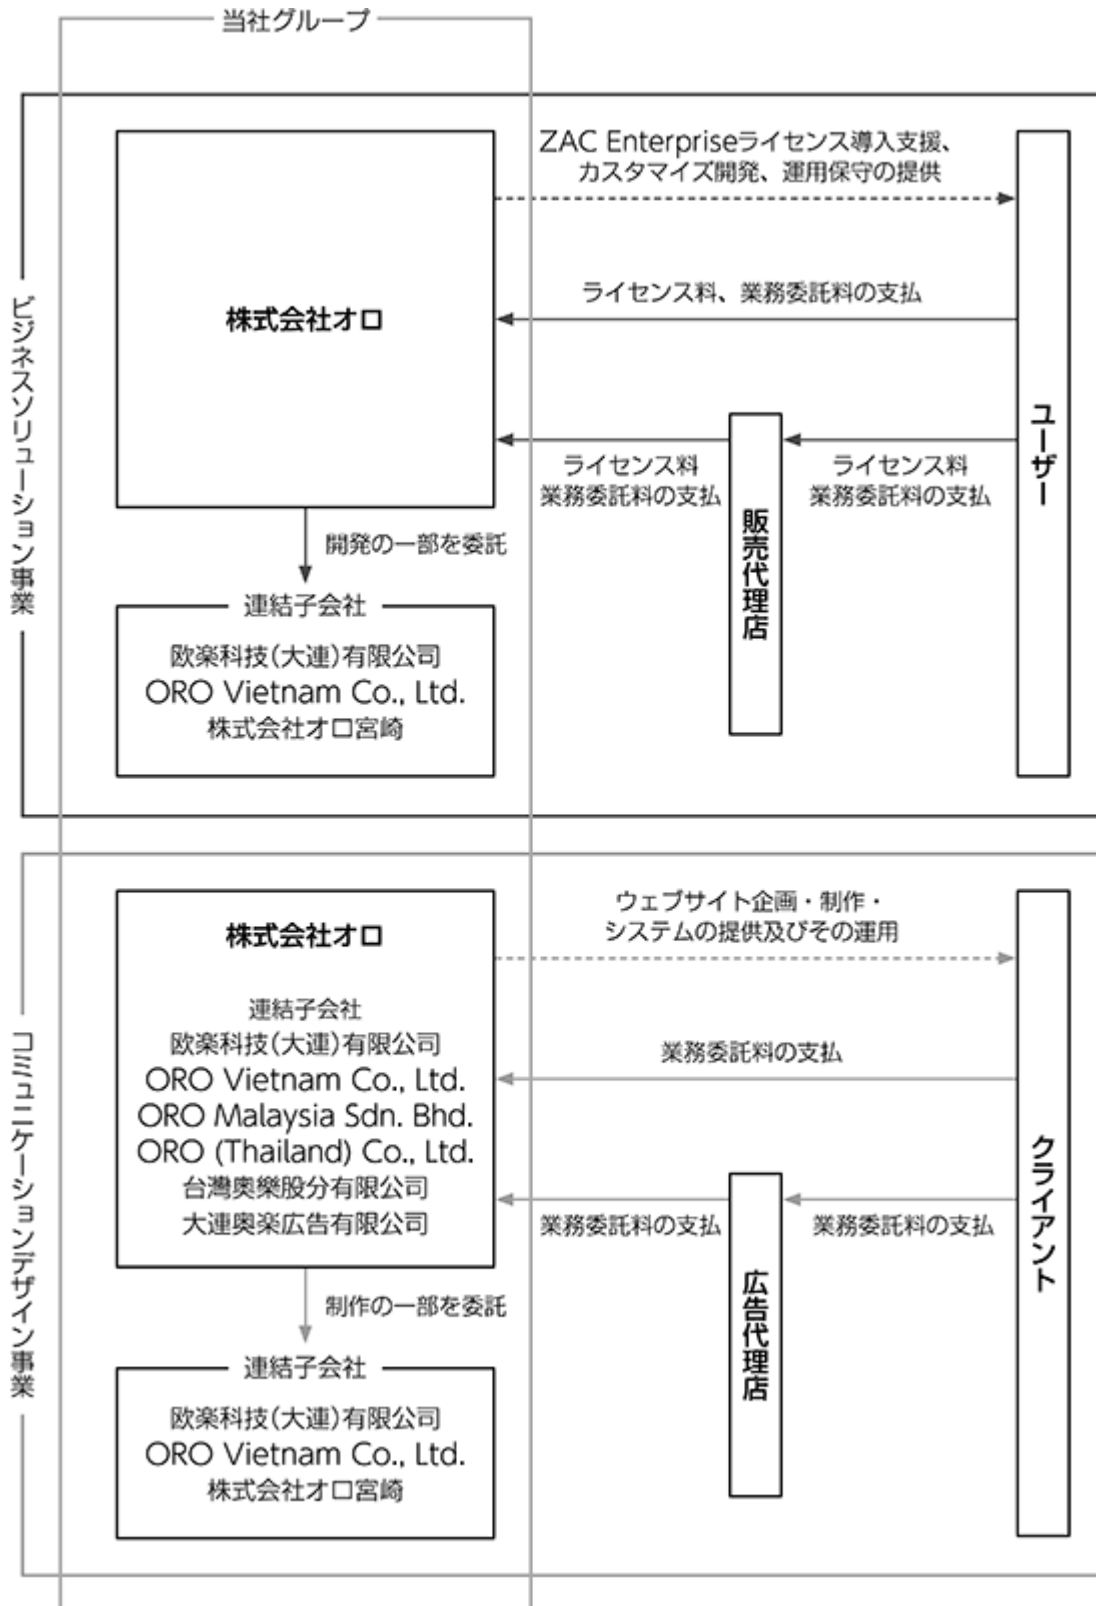 当社グループ
ビジネスソリューション事業
株式会社オロ
ZAC Enterpriseライセンス導入支援、
カスタマイズ開発、運用保守の提供
ライセンス料、業務委託料の支払
ライセンス料
業務委託料の支払
ライセンス料
業務委託料の支払
販売代理店
ユーザー
開発の一部を委託
連結子会社
欧楽科技(大連)有限公司
ORO Vietnam Co., Ltd.
株式会社オロ宮崎
コミュニケーションデザイン事業
株式会社オロ
連結子会社
欧楽科技(大連)有限公司
ORO Vietnam Co., Ltd.
ORO Malaysia Sdn. Bhd.
ORO (Thailand) Co., Ltd.
台灣奥樂股分有限公司
大連奥楽広告有限公司
ウェブサイト企画・制作・
システムの提供及びその運用
業務委託料の支払
業務委託料の支払
業務委託料の支払
広告代理店
クライアント
制作の一部を委託
連結子会社
欧楽科技(大連)有限公司
ORO Vietnam Co., Ltd.
株式会社オロ宮崎